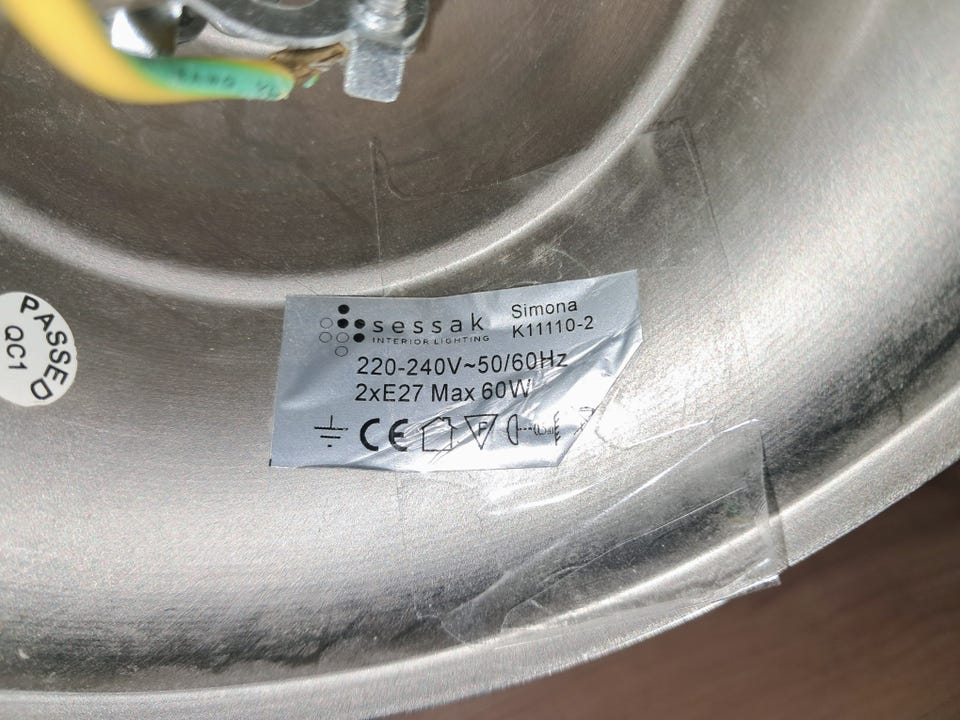 sessak
INTERIOR LIGHTING
Simona
K11110-2
220-240V~50/60Hz
2xE27 Max 60W
CE
F
PASSED
QC1